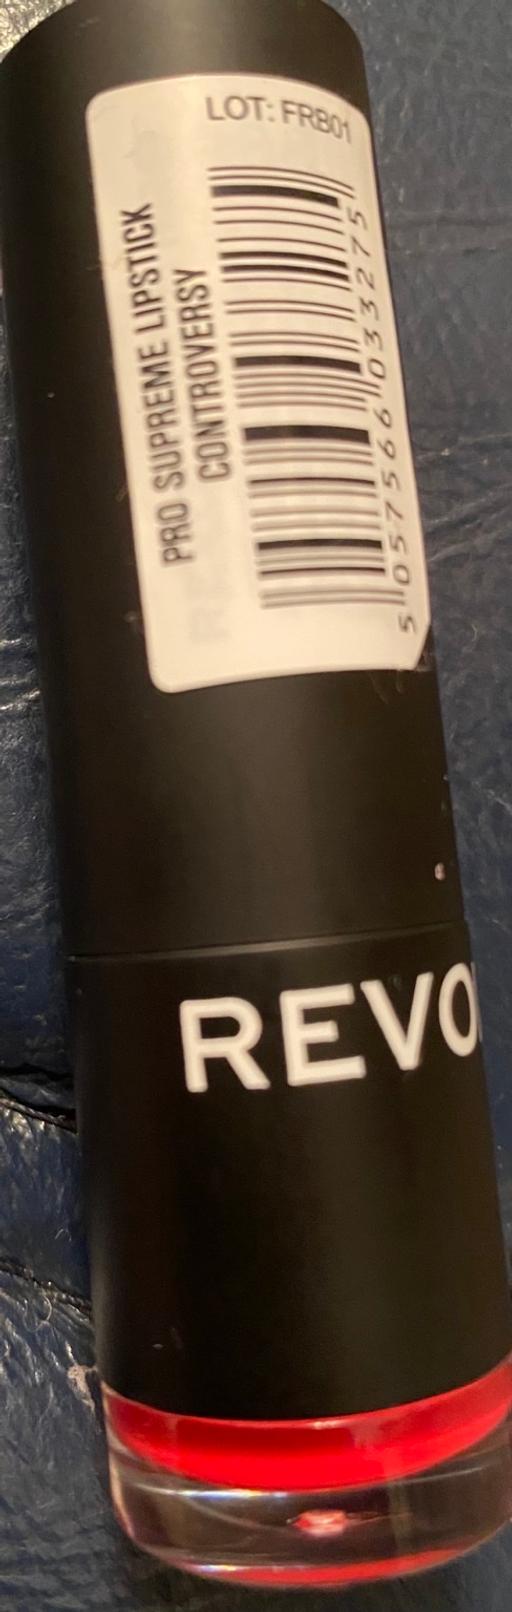 LOT: FRB01
PRO SUPREME LIPSTICK
CONTROVERSY
5 057566 033275
REVO